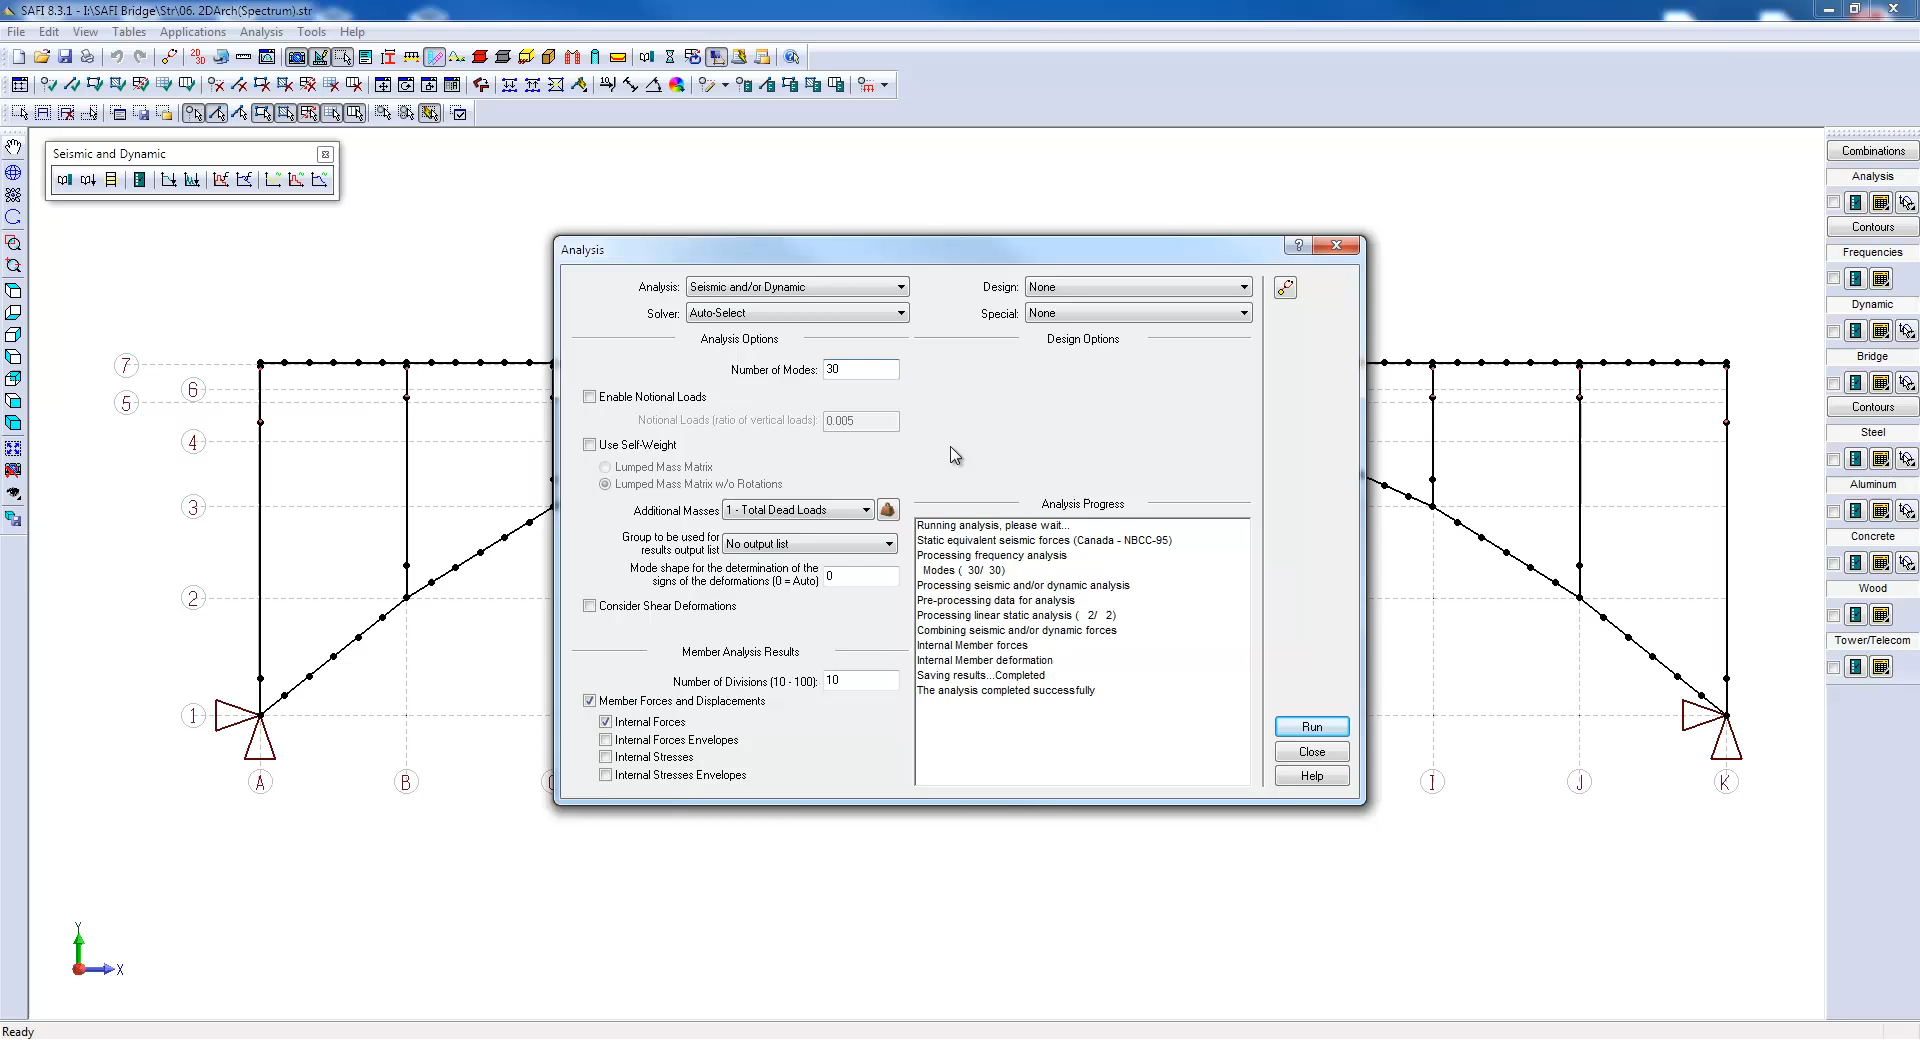 SAFI 8.3.1 - I:\SAFI Bridge\Str\06. 2DArch(Spectrum).str
File Edit View Tables Applications Analysis Tools Help
Seismic and Dynamic
Combinations
Analysis
Contours
Frequencies
Dynamic
Bridge
Contours
Steel
Aluminum
Concrete
Wood
Tower/Telecom
Analysis
Analysis: Seismic and/or Dynamic
Design: None
Solver: Auto-Select
Special: None
Analysis Options
Design Options
Number of Modes: 30
Enable Notional Loads
Notional Loads (ratio of vertical loads): 0.005
Use Self-Weight
Lumped Mass Matrix
Lumped Mass Matrix w/o Rotations
Additional Masses 1 - Total Dead Loads
Group to be used for
results output list No output list
Mode shape for the determination of the
signs of the deformations (0 = Auto) 0
Consider Shear Deformations
Member Analysis Results
Number of Divisions (10 - 100): 10
Member Forces and Displacements
Internal Forces
Internal Forces Envelopes
Internal Stresses
Internal Stresses Envelopes
Analysis Progress
Running analysis, please wait...
Static equivalent seismic forces (Canada - NBCC-95)
Processing frequency analysis
Modes ( 30/ 30)
Processing seismic and/or dynamic analysis
Pre-processing data for analysis
Processing linear static analysis ( 2/ 2)
Combining seismic and/or dynamic forces
Internal Member forces
Internal Member deformation
Saving results...Completed
The analysis completed successfully
Run
Close
Help
7
6
5
4
3
2
1
A B I J K
Y
X
Ready